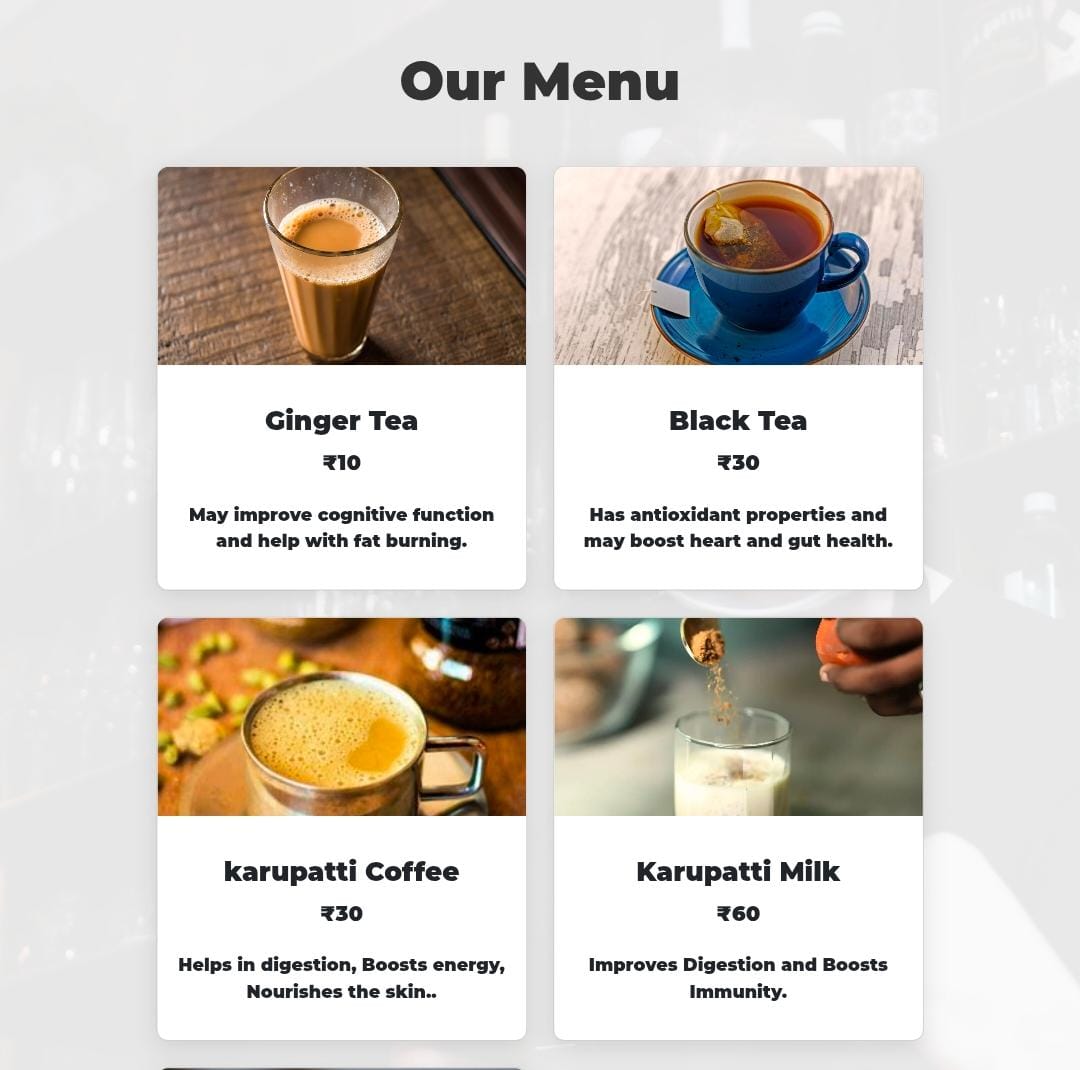 Our Menu
Ginger Tea
₹10
May improve cognitive function
and help with fat burning.
Black Tea
₹30
Has antioxidant properties and
may boost heart and gut health.
karupatti Coffee
₹30
Helps in digestion, Boosts energy,
Nourishes the skin..
Karupatti Milk
₹60
Improves Digestion and Boosts
Immunity.